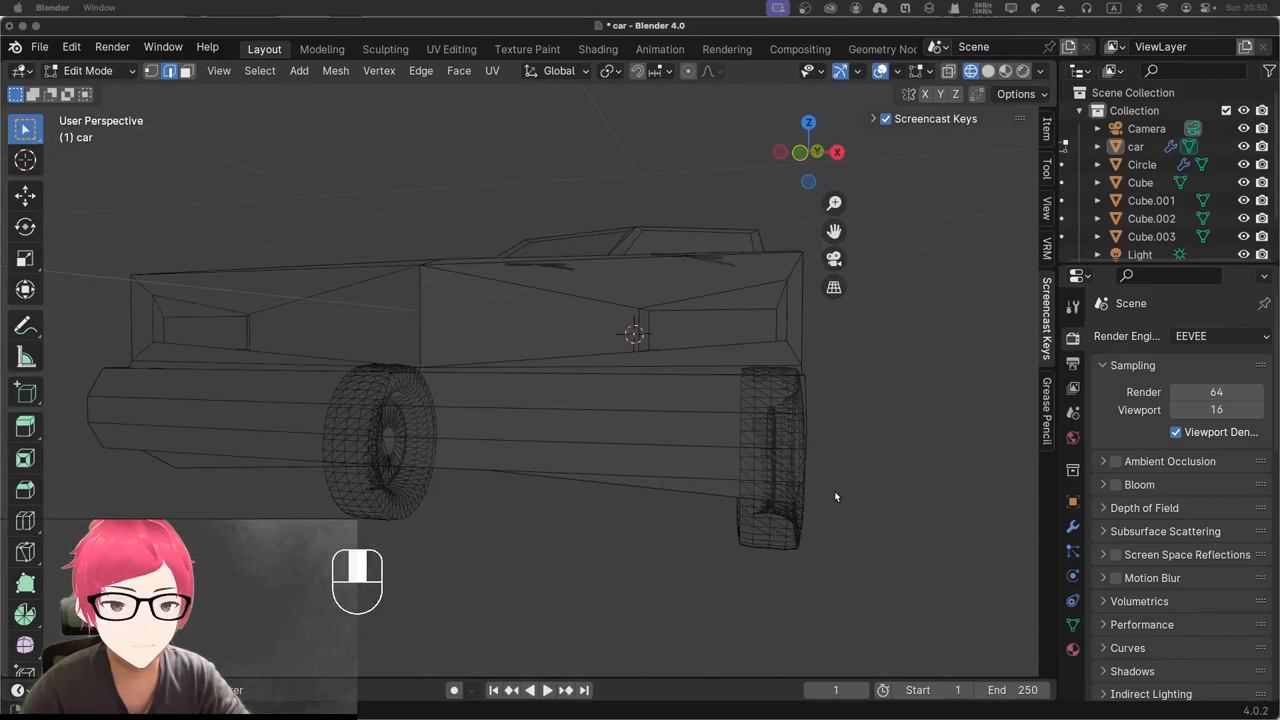 Blender Window 8KB/s 12KB/s A Sun 20:50
* car - Blender 4.0
File Edit Render Window Help Layout Modeling Sculpting UV Editing Texture Paint Shading Animation Rendering Compositing Geometry Noc Scene ViewLayer
Edit Mode View Select Add Mesh Vertex Edge Face UV Global
X Y Z Options
User Perspective
(1) car
Screencast Keys
Z
Y
X
Item
Tool
View
VRM
Screencast Keys
Grease Pencil
Scene Collection
Collection
Camera
car
Circle
Cube
Cube.001
Cube.002
Cube.003
Light
Scene
Render Engi... EEVEE
Sampling
Render 64
Viewport 16
Viewport Den...
Ambient Occlusion
Bloom
Depth of Field
Subsurface Scattering
Screen Space Reflections
Motion Blur
Volumetrics
Performance
Curves
Shadows
Indirect Lighting
1 Start 1 End 250
4.0.2